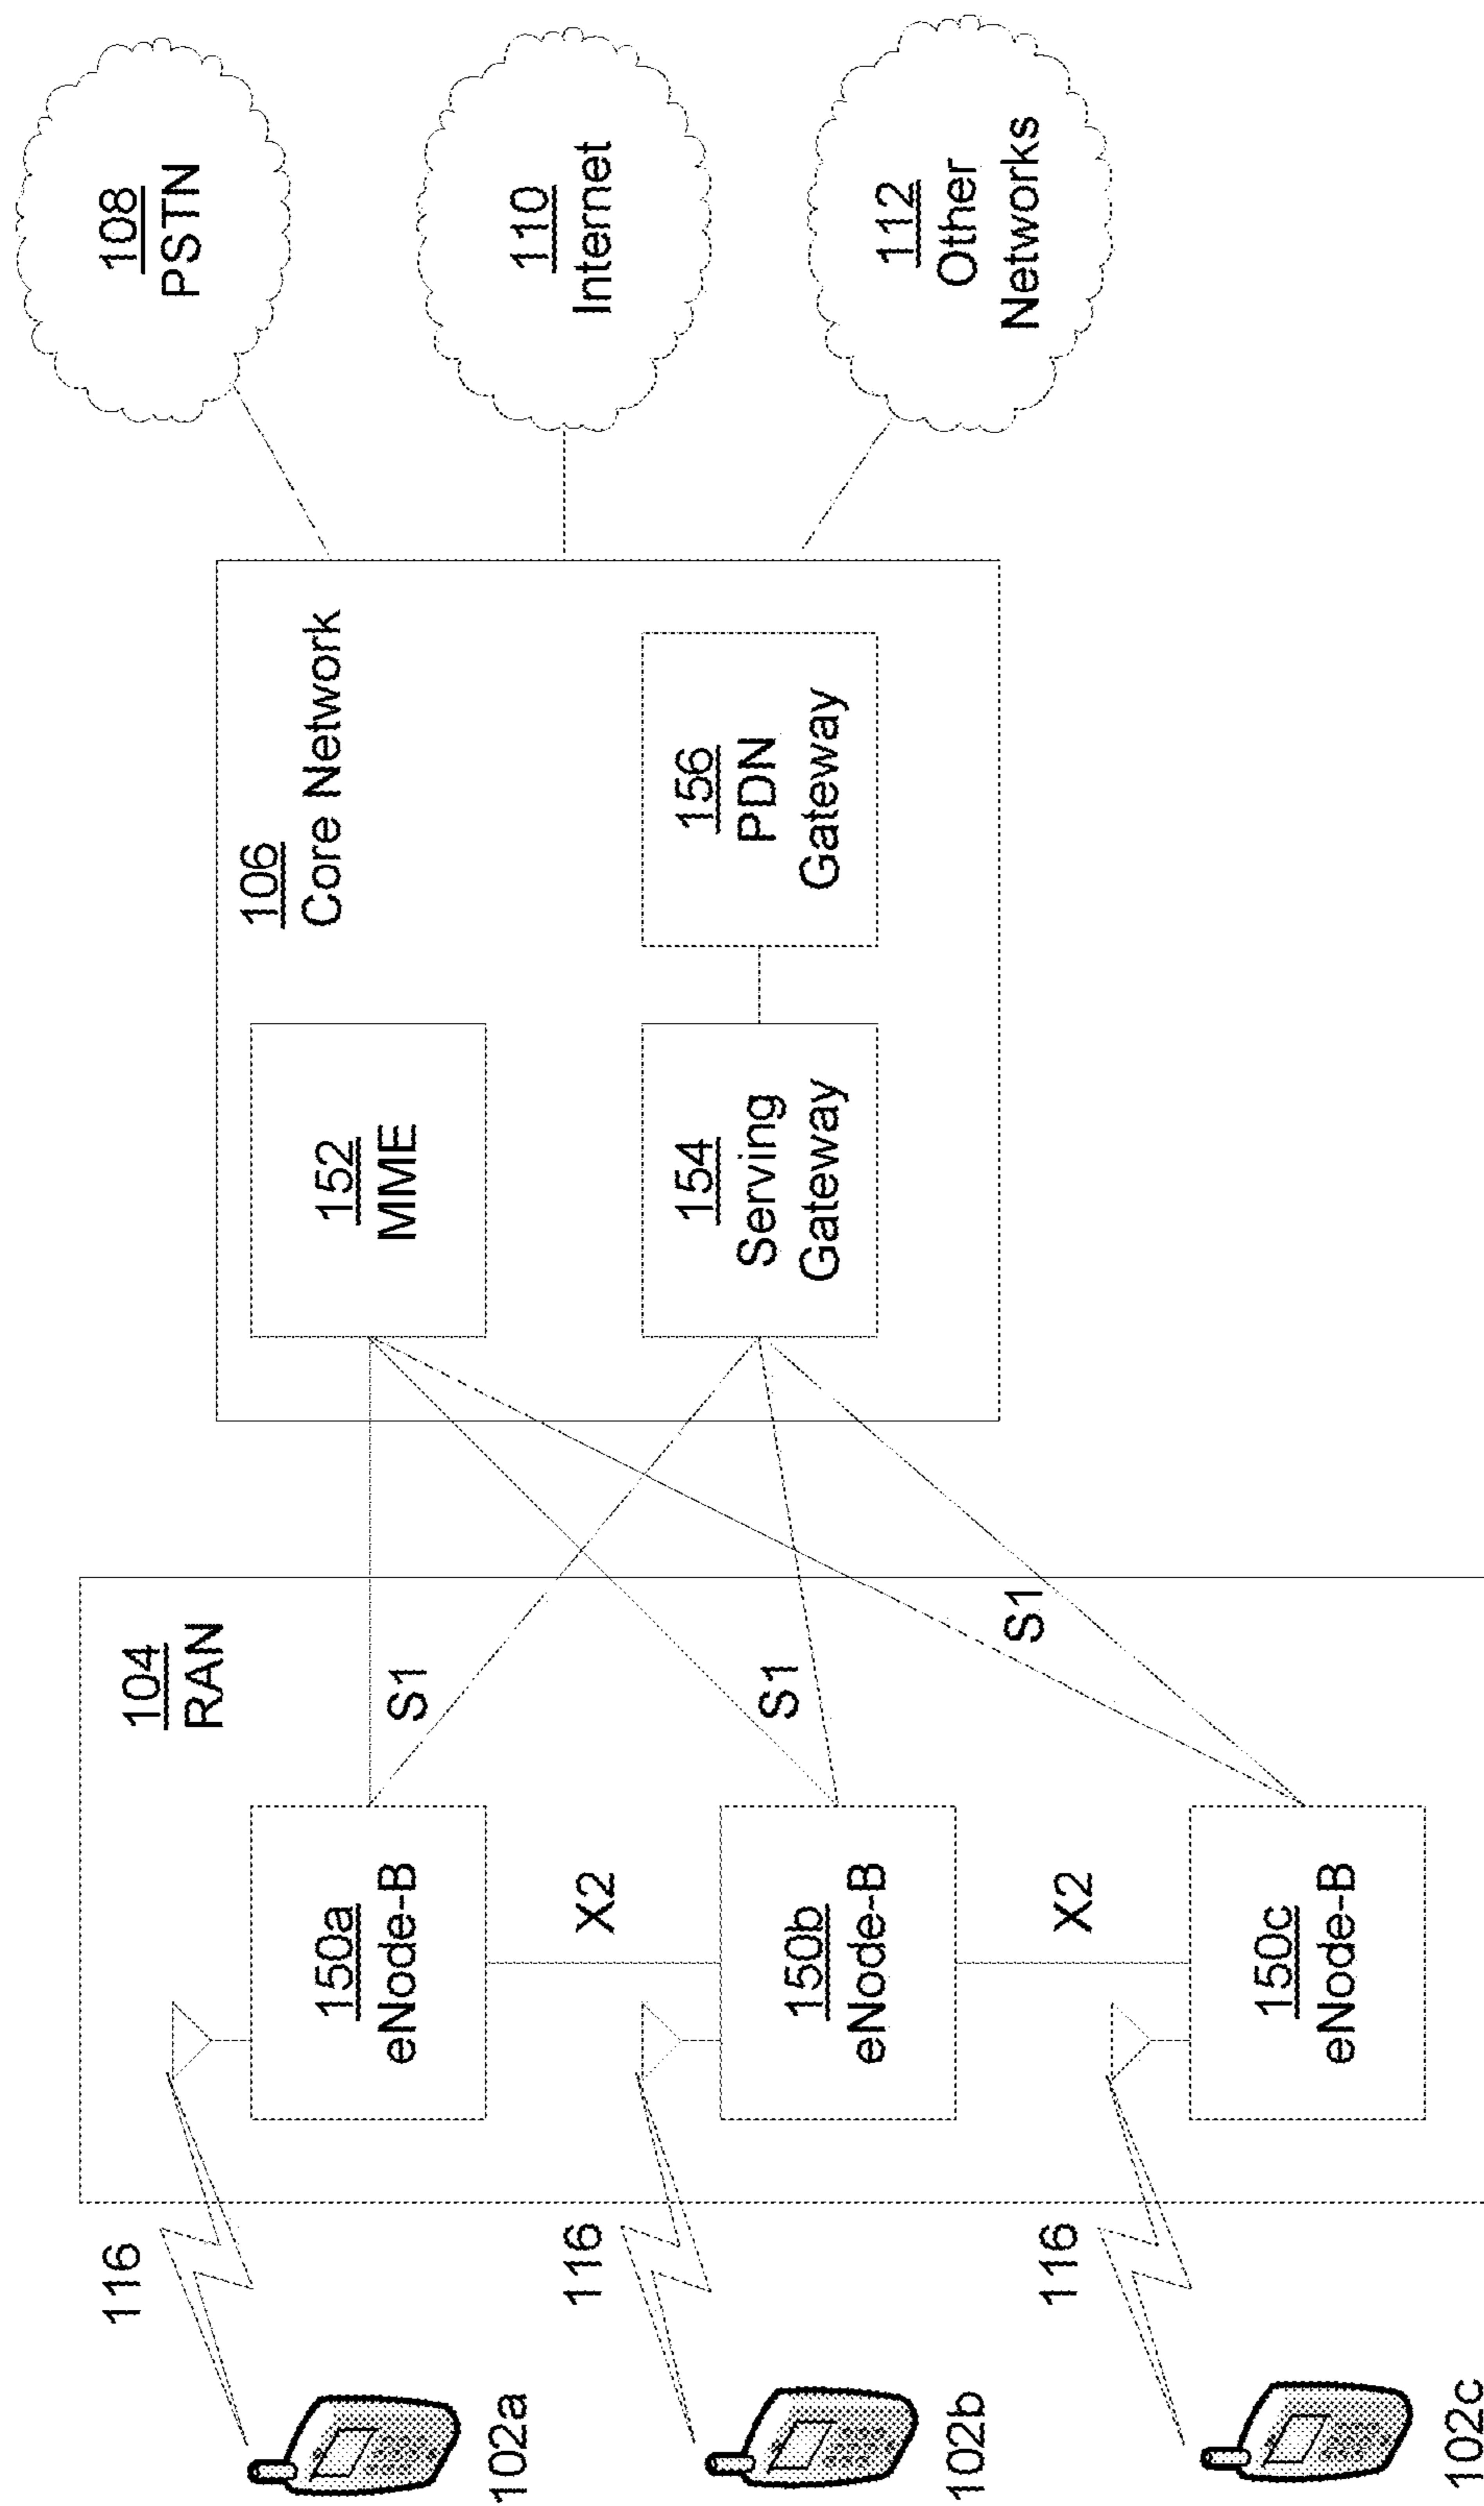 116
102a
116
102b
116
102c
104
RAN
150a
eNode-B
X2
150b
eNode-B
X2
150c
eNode-B
S1
S1
S1
106
Core Network
152
MME
154
Serving
Gateway
156
PDN
Gateway
108
PSTN
110
Internet
112
Other
Networks